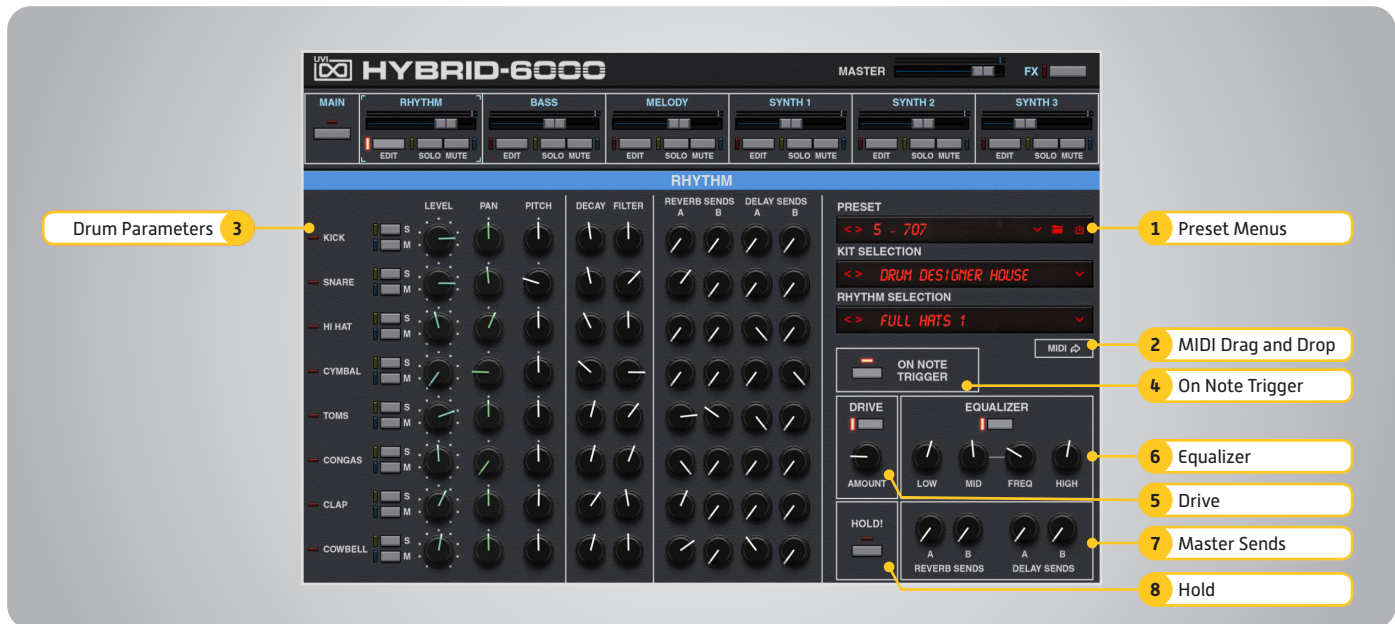 UVI HYBRID-6000
MASTER FX
MAIN RHYTHM BASS MELODY SYNTH 1 SYNTH 2 SYNTH 3
EDIT SOLO MUTE EDIT SOLO MUTE EDIT SOLO MUTE EDIT SOLO MUTE EDIT SOLO MUTE EDIT SOLO MUTE
RHYTHM
LEVEL PAN PITCH DECAY FILTER REVERB SENDS DELAY SENDS
A B A B
Drum Parameters 3
KICK S
M
SNARE S
M
HI HAT S
M
CYMBAL S
M
TOMS S
M
CONGAS S
M
CLAP S
M
COWBELL S
M
PRESET
< > 5 - 707
1 Preset Menus
KIT SELECTION
< > DRUM DESIGNER HOUSE
RHYTHM SELECTION
< > FULL HATS 1
MIDI
2 MIDI Drag and Drop
ON NOTE
TRIGGER
4 On Note Trigger
DRIVE
AMOUNT
EQUALIZER
LOW MID FREQ HIGH
6 Equalizer
5 Drive
HOLD!
A B A B
REVERB SENDS DELAY SENDS
7 Master Sends
8 Hold